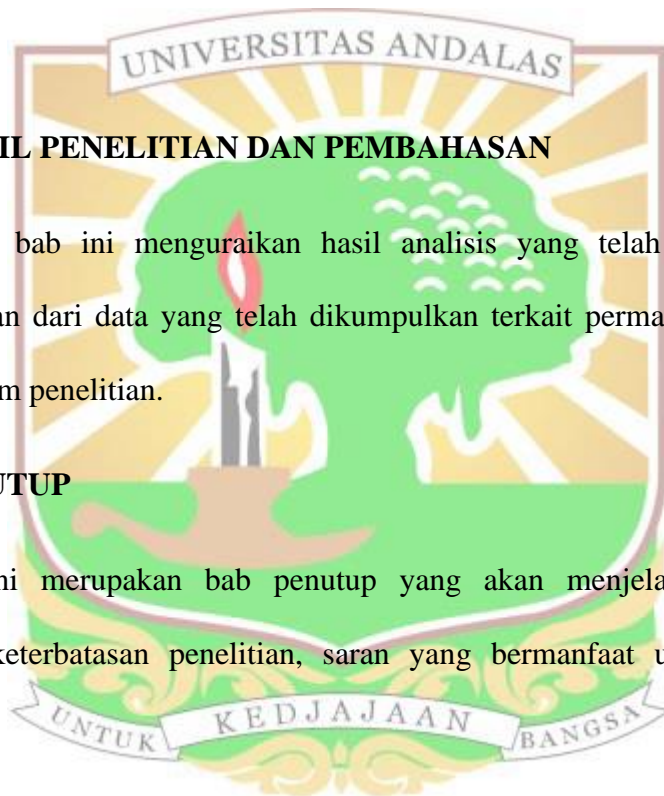 UNIVERSITAS ANDALAS
IL PENELITIAN DAN PEMBAHASAN
bab ini menguraikan hasil analisis yang telah
an dari data yang telah dikumpulkan terkait perma
m penelitian.
UTUP
ni merupakan bab penutup yang akan menjela
keterbatasan penelitian, saran yang bermanfaat u
UNTUK KEDJAJAAN BANGSA